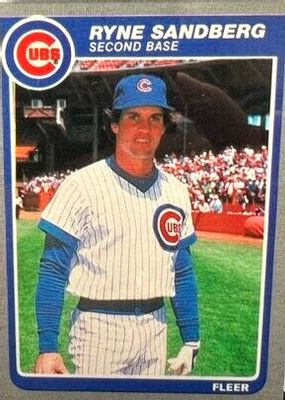 CUBS
RYNE SANDBERG
SECOND BASE
C
CUBS
FLEER